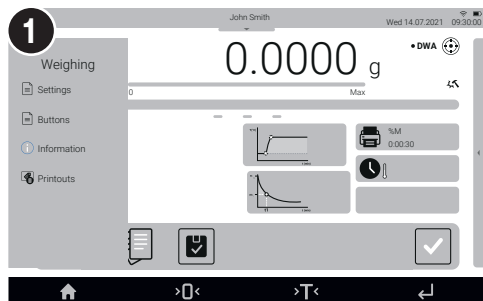 1
John Smith
Wed 14.07.2021 09:30:00
Weighing
Settings
Buttons
Information
Printouts
0.0000 g
DWA
0
Max
%M
0:00:30
>0<
>T<